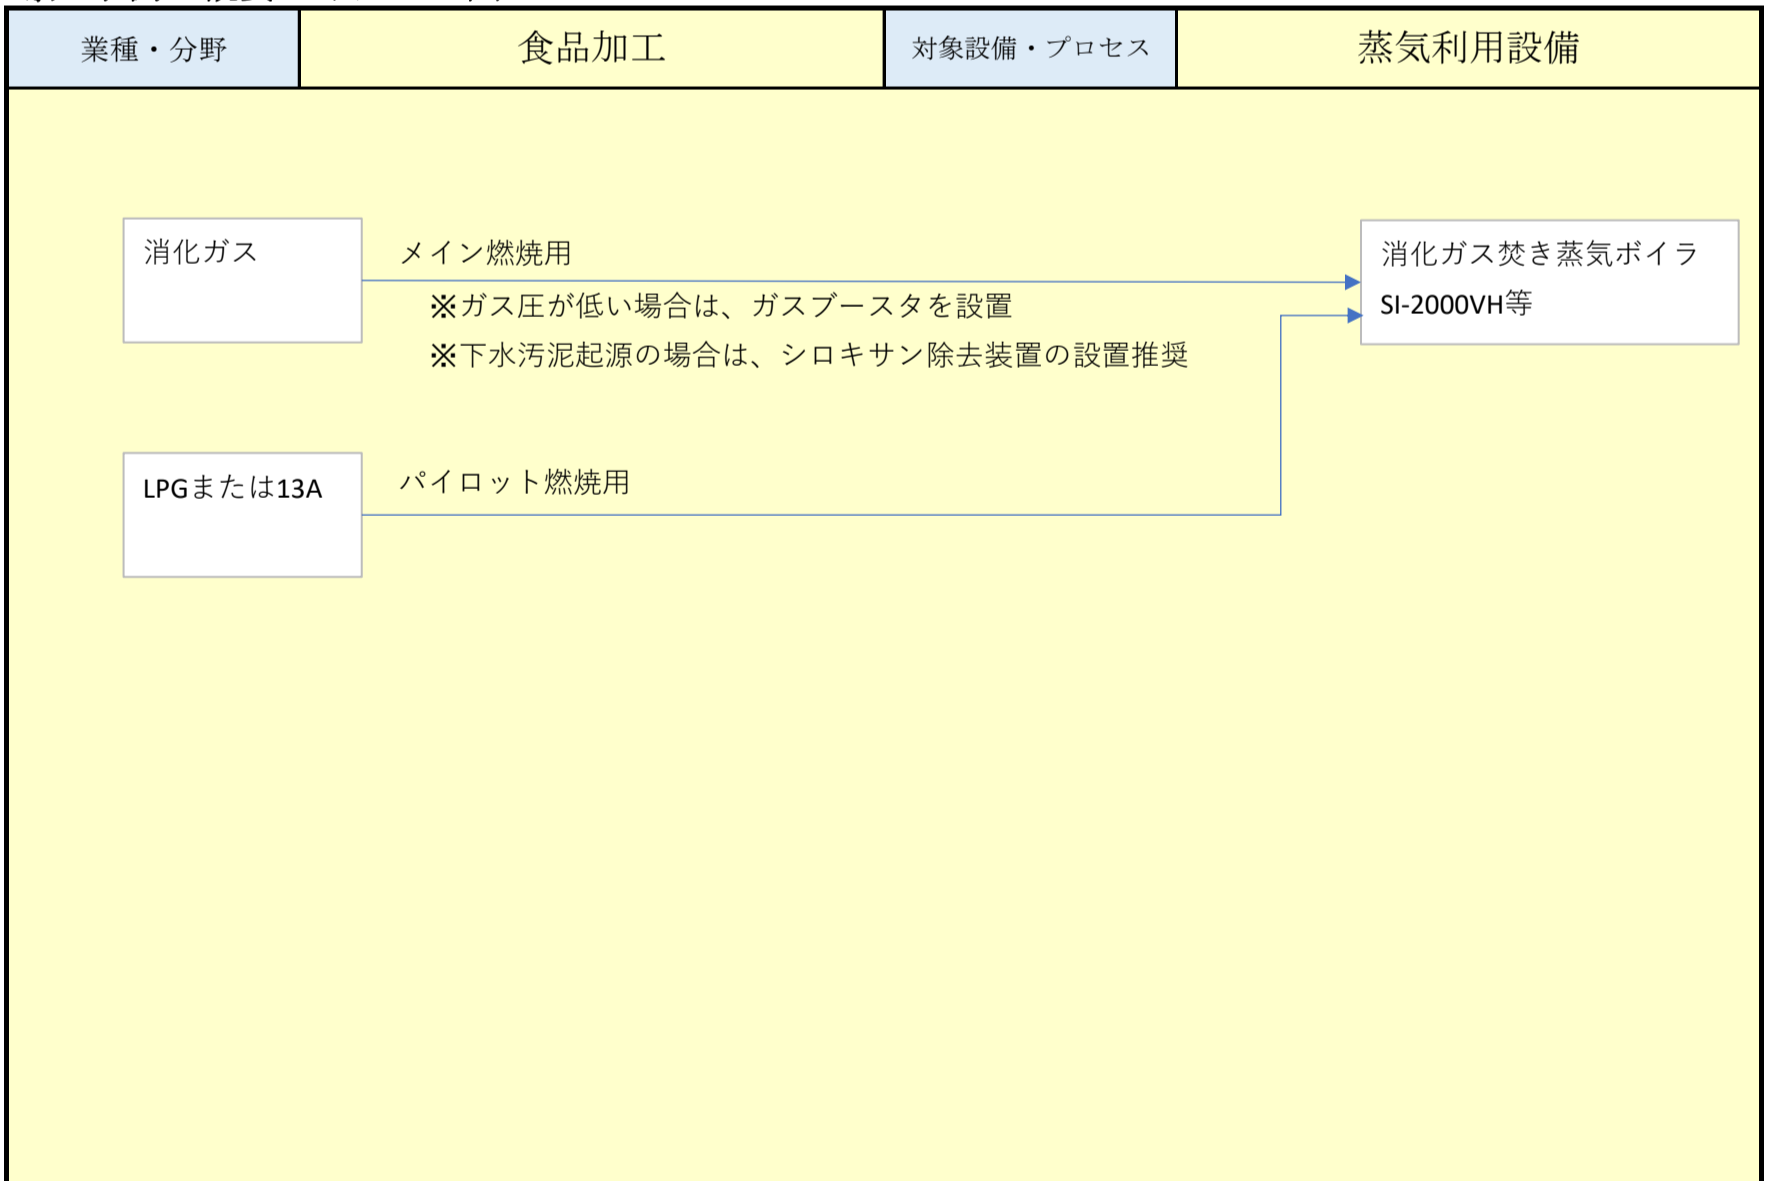 業種・分野
食品加工
対象設備・プロセス
蒸気利用設備
消化ガス
メイン燃焼用
※ガス圧が低い場合は、ガスブースタを設置
※下水汚泥起源の場合は、シロキサン除去装置の設置推奨
消化ガス焚き蒸気ボイラ
SI-2000VH等
LPGまたは13A
パイロット燃焼用